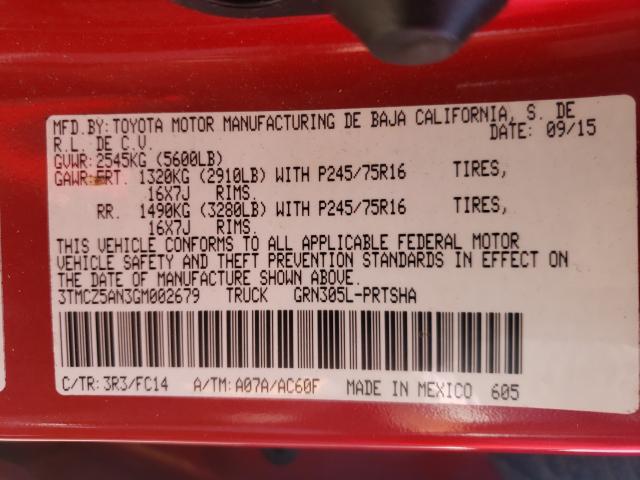 MFD.BY:TOYOTA MOTOR MANUFACTURING DE BAJA CALIFORNIA, S. DE
R.L. DE C.V. DATE: 09/15
GVWR:2545KG (5600LB)
GAWR:FRT. 1320KG (2910LB) WITH P245/75R16 TIRES,
16X7J RIMS.
RR. 1490KG (3280LB) WITH P245/75R16 TIRES,
16X7J RIMS.
THIS VEHICLE CONFORMS TO ALL APPLICABLE FEDERAL MOTOR
VEHICLE SAFETY AND THEFT PREVENTION STANDARDS IN EFFECT ON
THE DATE OF MANUFACTURE SHOWN ABOVE.
3TMCZ5AN3GM002679 TRUCK GRN305L-PRTSHA
C/TR: 3R3/FC14 A/TM: A07A/AC60F MADE IN MEXICO 605